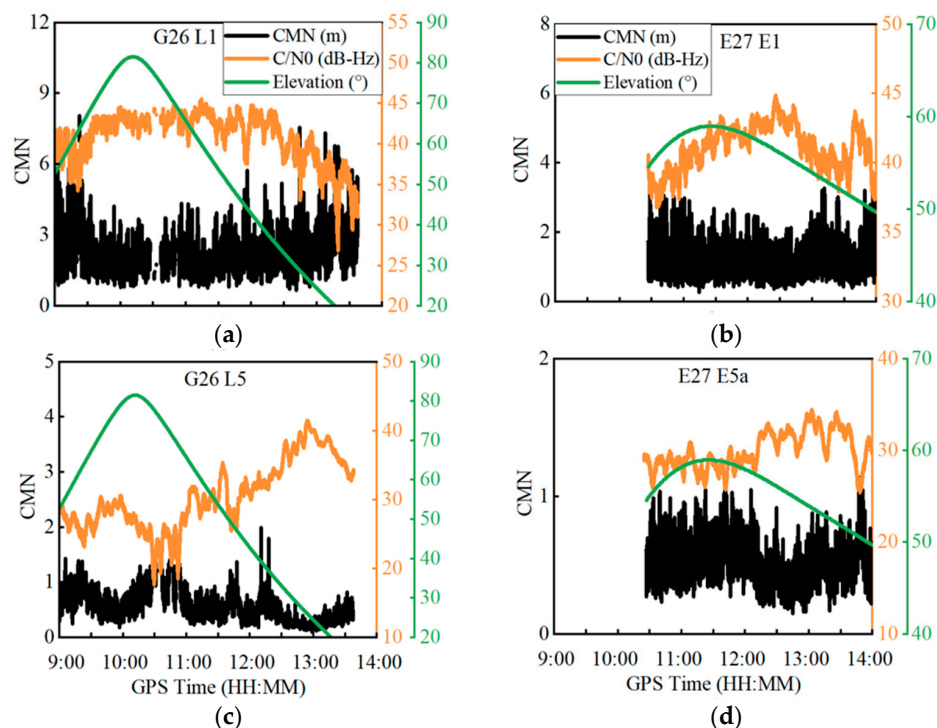 G26 L1
CMN (m)
C/N0 (dB-Hz)
Elevation (°)
CMN
12
9
6
3
0
55
50
45
40
35
30
25
20
90
80
70
60
50
40
30
20
(a)
E27 E1
CMN (m)
C/N0 (dB-Hz)
Elevation (°)
CMN
8
6
4
2
0
50
45
40
35
30
70
60
50
40
(b)
G26 L5
CMN
5
4
3
2
1
0
50
40
30
20
10
90
80
70
60
50
40
30
20
9:00 10:00 11:00 12:00 13:00 14:00
GPS Time (HH:MM)
(c)
E27 E5a
CMN
2
1
0
40
30
20
10
70
60
50
40
9:00 10:00 11:00 12:00 13:00 14:00
GPS Time (HH:MM)
(d)